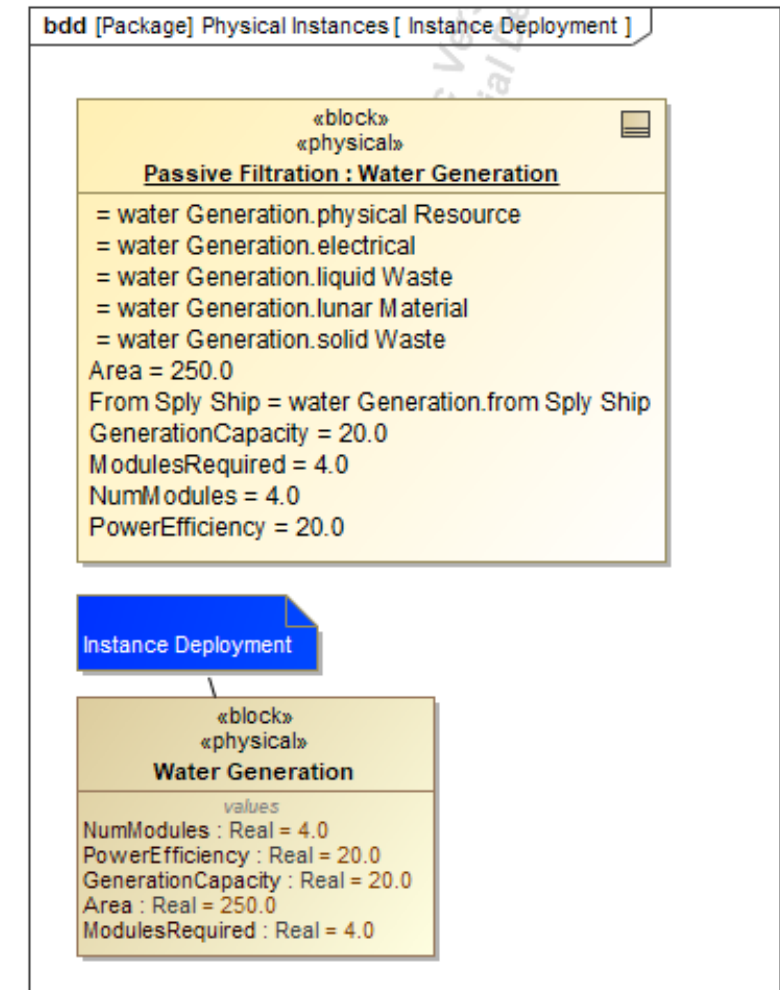 bdd [Package] Physical Instances [ Instance Deployment ]
«block»
«physical»
Passive Filtration : Water Generation
= water Generation.physical Resource
= water Generation.electrical
= water Generation.liquid Waste
= water Generation.lunar Material
= water Generation.solid Waste
Area = 250.0
From Sply Ship = water Generation.from Sply Ship
GenerationCapacity = 20.0
ModulesRequired = 4.0
NumModules = 4.0
PowerEfficiency = 20.0
Instance Deployment
«block»
«physical»
Water Generation
values
NumModules : Real = 4.0
PowerEfficiency : Real = 20.0
GenerationCapacity : Real = 20.0
Area : Real = 250.0
ModulesRequired : Real = 4.0